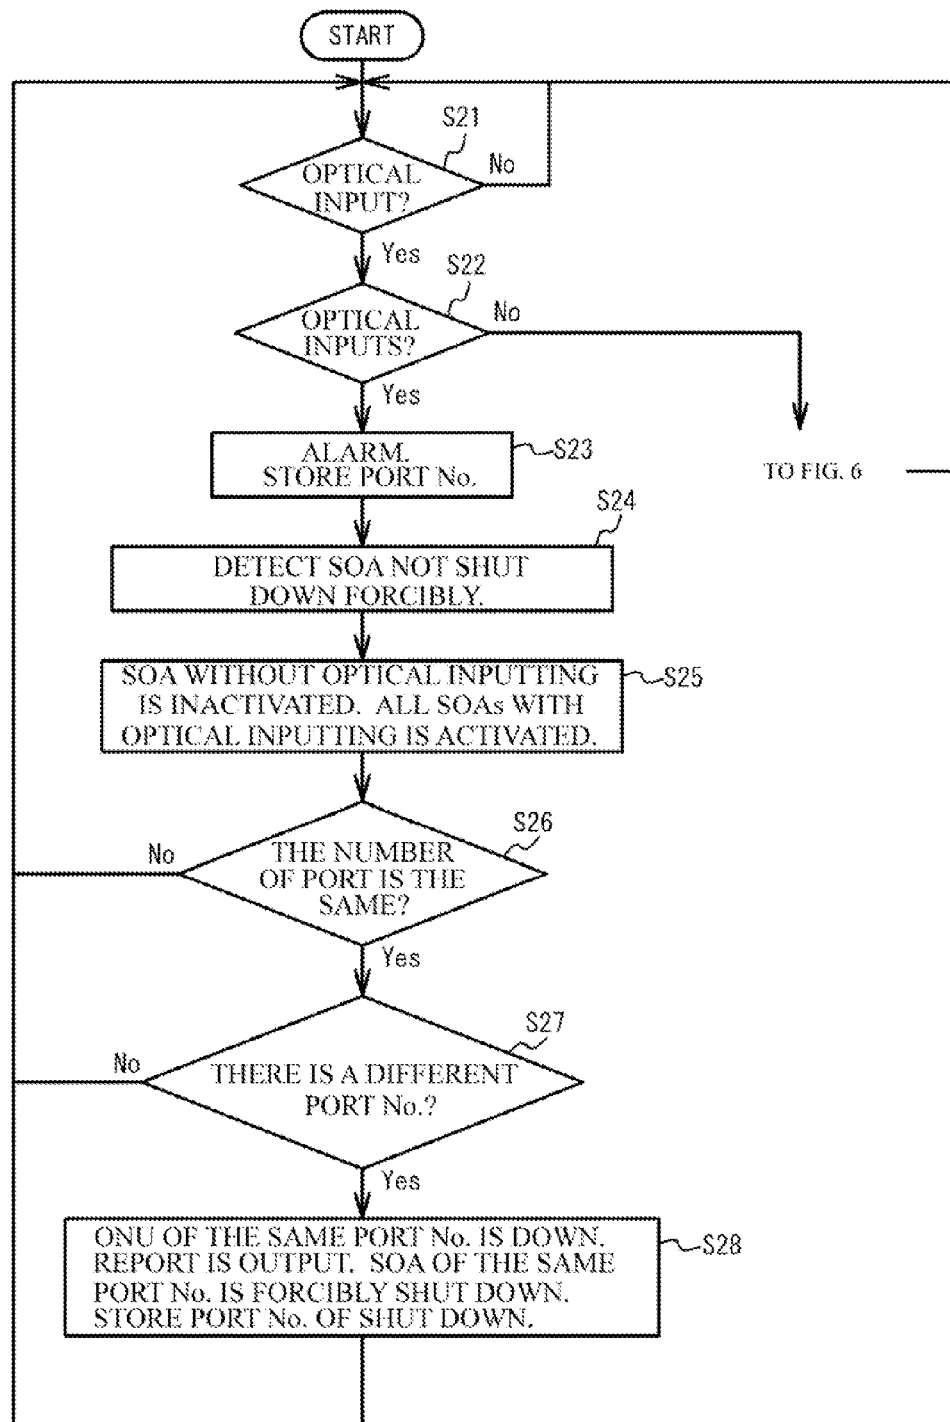 START
S21
OPTICAL
INPUT?
No
Yes
S22
OPTICAL
INPUTS?
No
Yes
ALARM.
STORE PORT No.
S23
TO FIG. 6
S24
DETECT SOA NOT SHUT
DOWN FORCIBLY.
SOA WITHOUT OPTICAL INPUTTING
IS INACTIVATED. ALL SOAs WITH
OPTICAL INPUTTING IS ACTIVATED.
S25
S26
No
THE NUMBER
OF PORT IS THE
SAME?
Yes
S27
No
THERE IS A DIFFERENT
PORT No.?
Yes
ONU OF THE SAME PORT No. IS DOWN.
REPORT IS OUTPUT. SOA OF THE SAME
PORT No. IS FORCIBLY SHUT DOWN.
STORE PORT No. OF SHUT DOWN.
S28